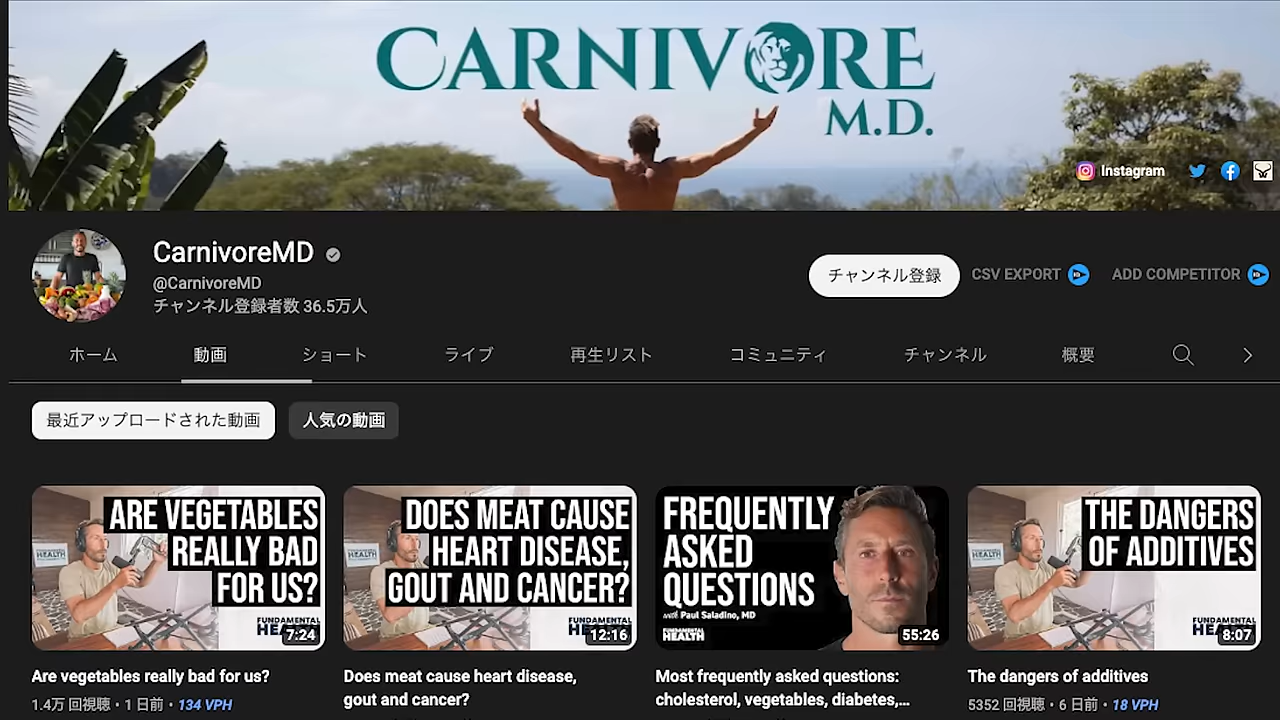 CARNIVORE
M.D.
Instagram
CarnivoreMD
@CarnivoreMD
チャンネル登録者数 36.5万人
チャンネル登録
CSV EXPORT
ADD COMPETITOR
ホーム 動画 ショート ライブ 再生リスト コミュニティ チャンネル 概要
最近アップロードされた動画 人気の動画
ARE VEGETABLES
REALLY BAD
FOR US?
HEALTH
FUNDAMENTAL
7:24
DOES MEAT CAUSE
HEART DISEASE,
GOUT AND CANCER?
HEALTH
FUNDAMENTAL
12:16
FREQUENTLY
ASKED
QUESTIONS
with Paul Saladino, MD
FUNDAMENTAL
HEALTH
55:26
THE DANGERS
OF ADDITIVES
HEALTH
FUNDAMENTAL
8:07
Are vegetables really bad for us?
1.4万 回視聴・1 日前・134 VPH
Does meat cause heart disease,
gout and cancer?
Most frequently asked questions:
cholesterol, vegetables, diabetes,...
The dangers of additives
5352 回視聴・6 日前・18 VPH